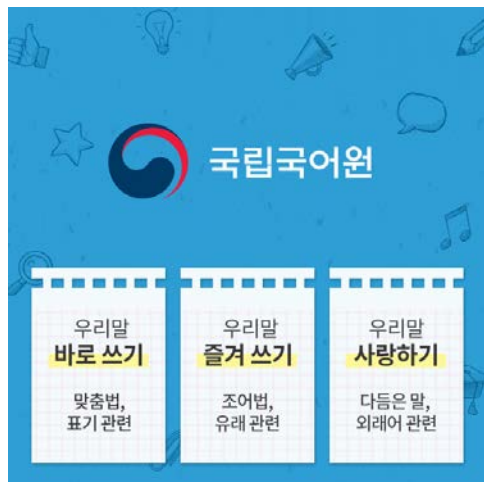 국립국어원
우리말
바로 쓰기
맞춤법,
표기 관련
우리말
즐겨 쓰기
조어법,
유래 관련
우리말
사랑하기
다듬은 말,
외래어 관련